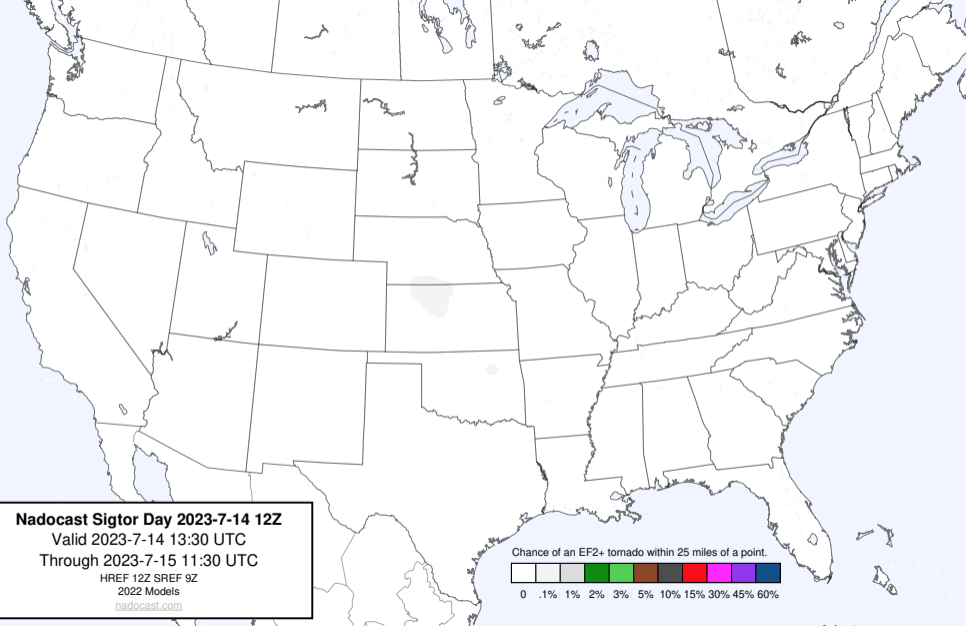 Nadocast Sigtor Day 2023-7-14 12Z
Valid 2023-7-14 13:30 UTC
Through 2023-7-15 11:30 UTC
HREF 12Z SREF 9Z
2022 Models
nadocast.com
Chance of an EF2+ tornado within 25 miles of a point.
0 .1% 1% 2% 3% 5% 10% 15% 30% 45% 60%